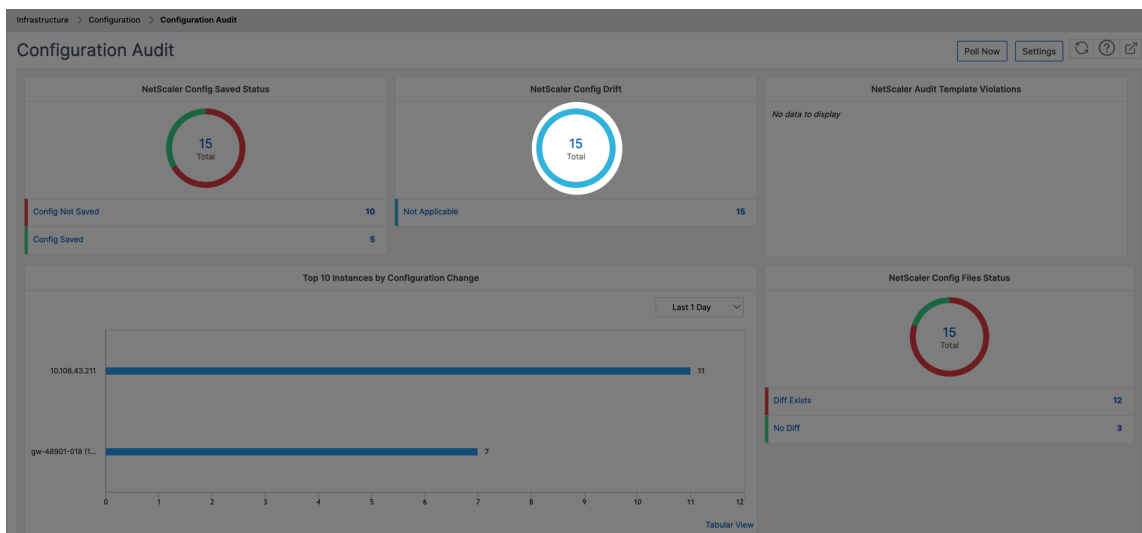 Infrastructure > Configuration > Configuration Audit
Configuration Audit
Poll Now
Settings
?
NetScaler Config Saved Status
15
Total
Config Not Saved 10
Config Saved 5
NetScaler Config Drift
15
Total
Not Applicable 15
NetScaler Audit Template Violations
No data to display
Top 10 Instances by Configuration Change
Last 1 Day
10.106.43.211 11
gw-48901-018 (1... 7
0 1 2 3 4 5 6 7 8 9 10 11 12
Tabular View
NetScaler Config Files Status
15
Total
Diff Exists 12
No Diff 3